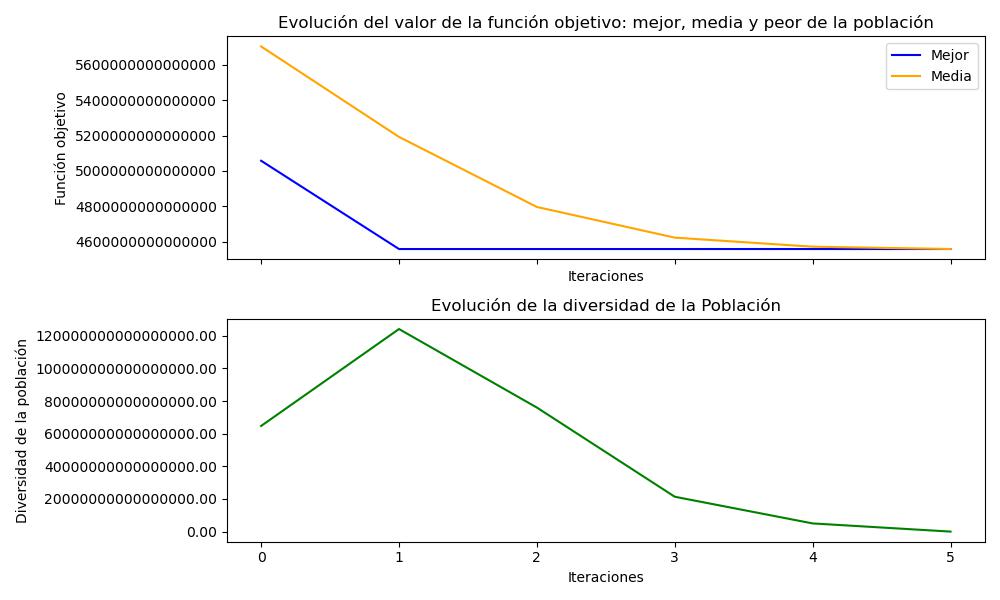 Evolución del valor de la función objetivo: mejor, media y peor de la población
Mejor
Media
Función objetivo
5600000000000000
5400000000000000
5200000000000000
5000000000000000
4800000000000000
4600000000000000
Iteraciones
Evolución de la diversidad de la Población
Diversidad de la población
120000000000000000.00
100000000000000000.00
80000000000000000.00
60000000000000000.00
40000000000000000.00
20000000000000000.00
0.00
0 1 2 3 4 5
Iteraciones